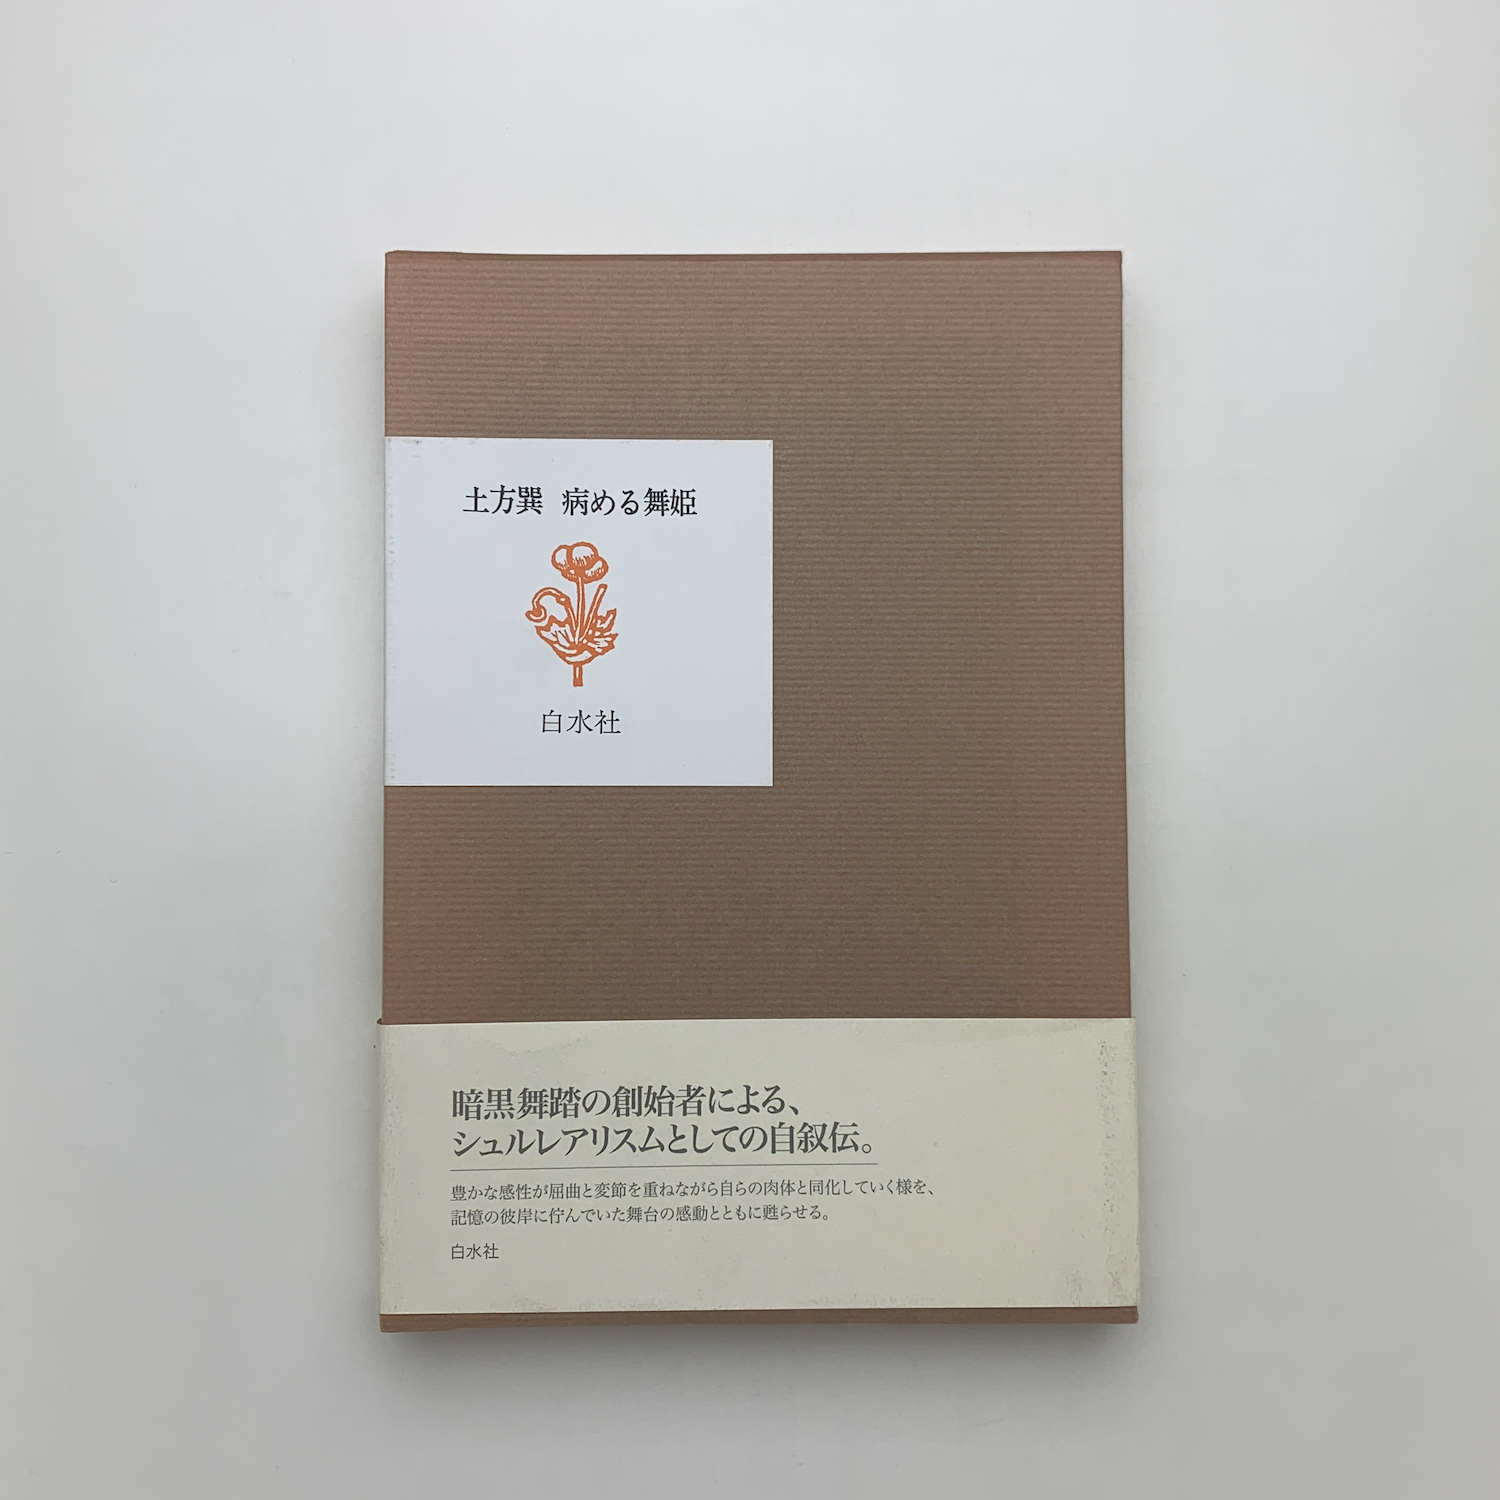 土方巽 病める舞姫
白水社
暗黒舞踏の創始者による、
シュルレアリスムとしての自叙伝。
豊かな感性が屈曲と変節を重ねながら自らの肉体と同化していく様を、
記憶の彼岸に佇んでいた舞台の感動とともに甦らせる。
白水社